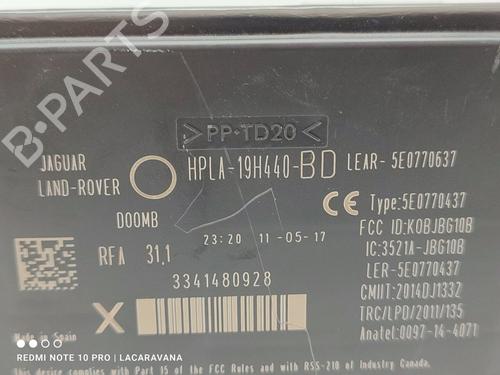 >PP-TD20<
JAGUAR
LAND-ROVER
HPLA-19H440-BD
LEAR- 5E0770637
Type:5E0770437
FCC ID:KOBJBG10B
IC:3521A-JBG10B
LER-5E0770437
CMIIT:2014DJ1332
TRC/LPD/2011/135
Anatel:0097-14-4071
D00MB
23:20 11-05-17
RFA 31,1
3341480928
X
Made in Spain
This device complies with Part 15 of the FCC Rules and with RSS-210 of Industry Canada.
B-PARTS
REDMI NOTE 10 PRO | LACARAVANA